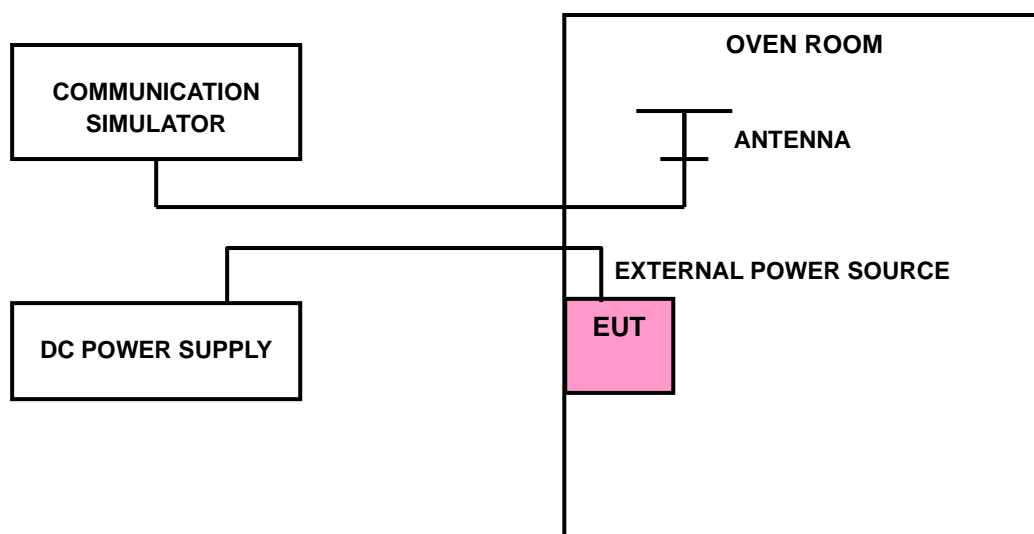 OVEN ROOM
COMMUNICATION
SIMULATOR
ANTENNA
EXTERNAL POWER SOURCE
EUT
DC POWER SUPPLY